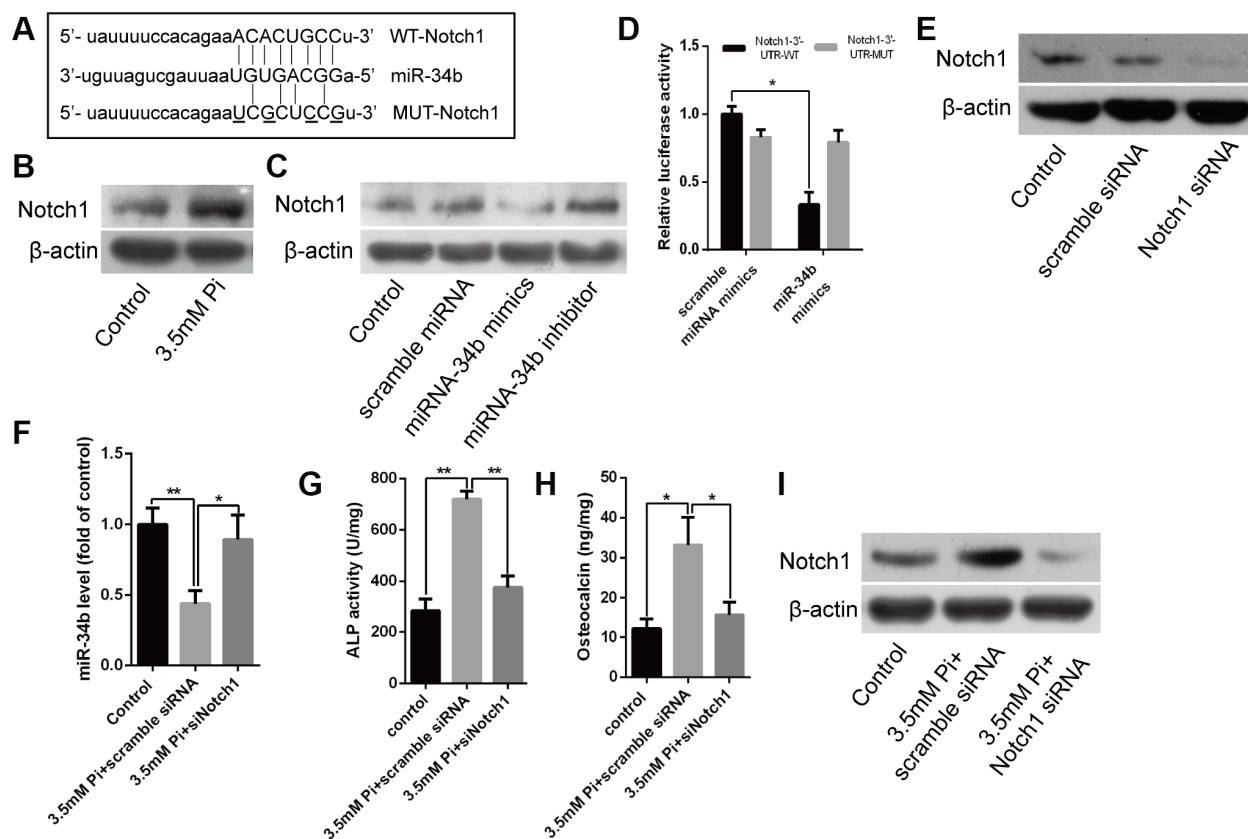 A
5'- uauuuuccacagaaACACUGCCu-3' WT-Notch1
3'-uguuagucgauuaaUGUGACGGa-5' miR-34b
5'- uauuuuccacagaaUCGCUCCGu-3' MUT-Notch1
B
Notch1
β-actin
Control
3.5mM Pi
C
Notch1
β-actin
Control
scramble miRNA
miRNA-34b mimics
miRNA-34b inhibitor
D
Notch1-3'-
UTR-WT
Notch1-3'-
UTR-MUT
Relative luciferase activity
1.5
1.0
0.5
0.0
*
scramble
miRNA mimics
miR-34b
mimics
E
Notch1
β-actin
Control
scramble siRNA
Notch1 siRNA
F
miR-34b level (fold of control)
1.5
1.0
0.5
0.0
**
*
Control
3.5mM Pi+scramble siRNA
3.5mM Pi+siNotch1
G
ALP activity (U/mg)
800
600
400
200
0
**
**
control
3.5mM Pi+scramble siRNA
3.5mM Pi+siNotch1
H
Osteocalcin (ng/mg)
50
40
30
20
10
0
*
*
control
3.5mM Pi+scramble siRNA
3.5mM Pi+siNotch1
I
Notch1
β-actin
Control
3.5mM Pi+
scramble siRNA
3.5mM Pi+
Notch1 siRNA